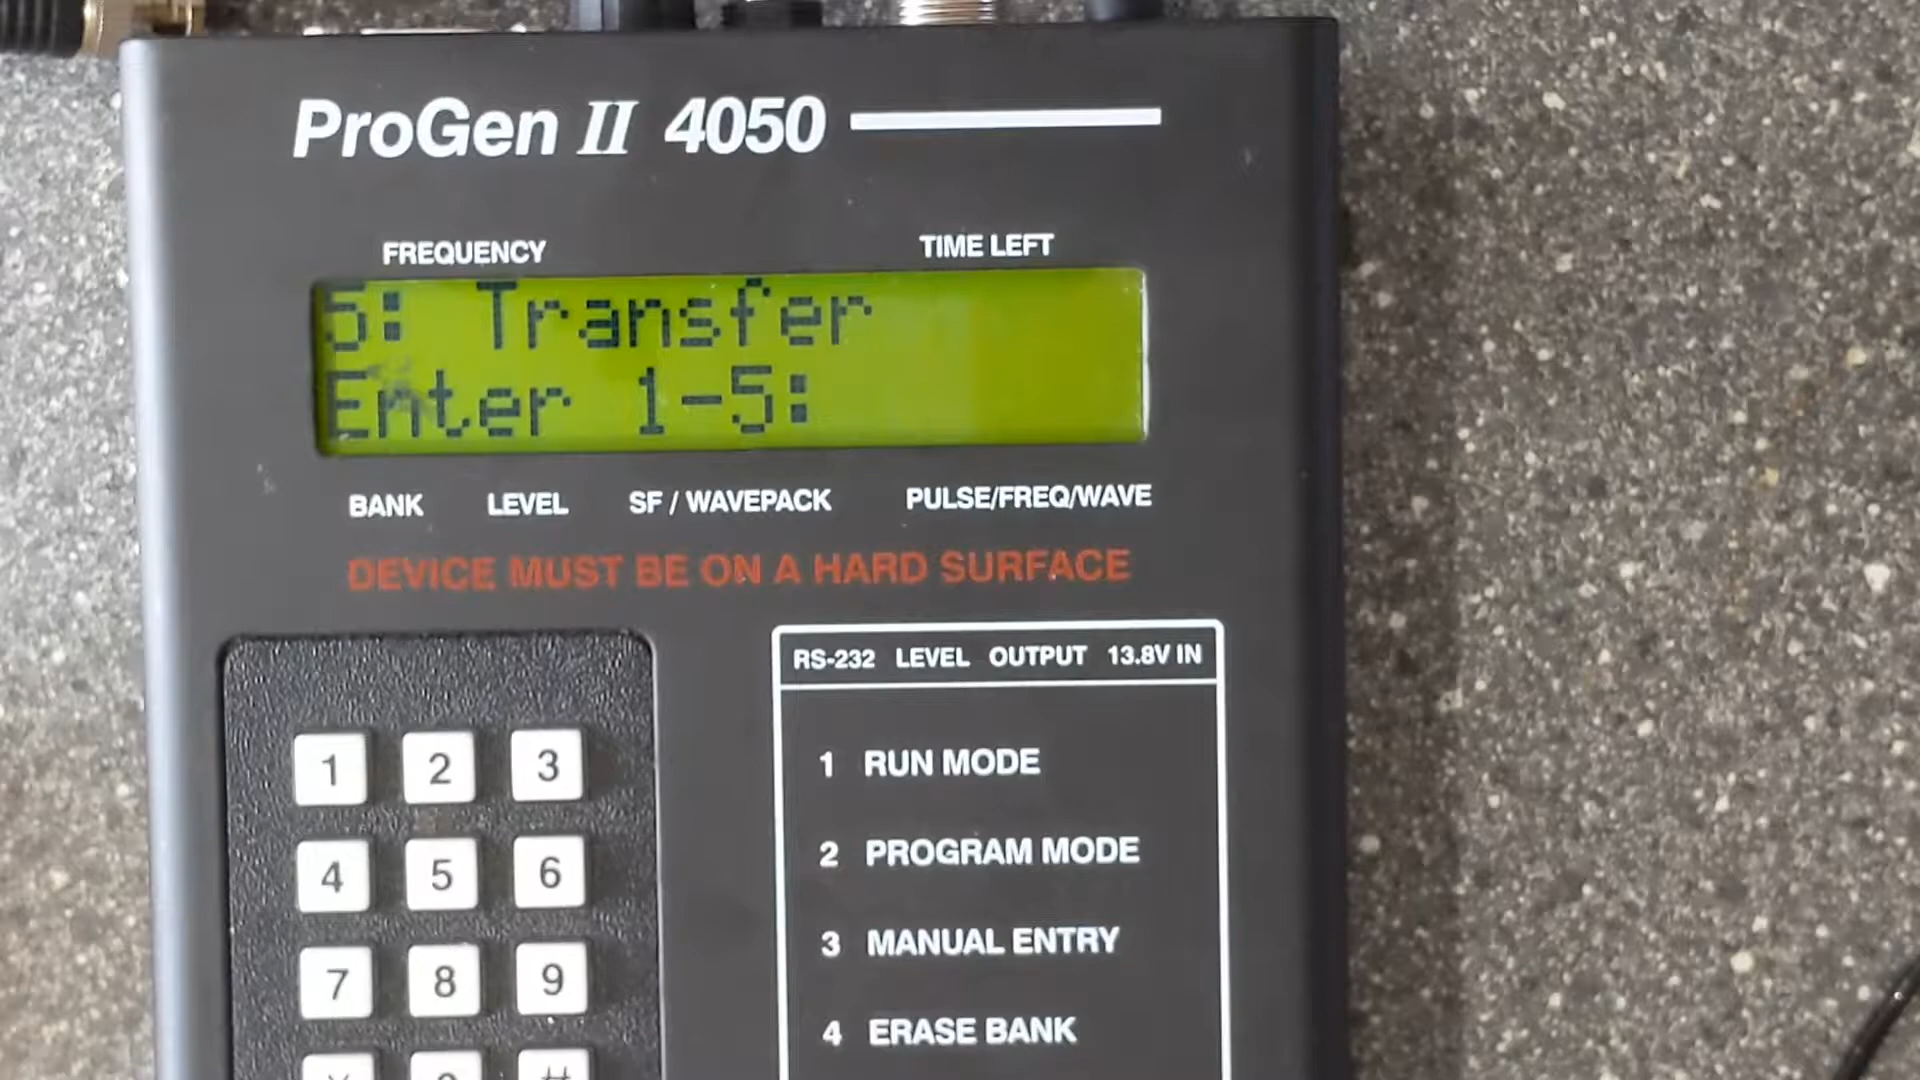 ProGen II 4050
FREQUENCY TIME LEFT
5: Transfer
Enter 1-5:
BANK LEVEL SF / WAVEPACK PULSE/FREQ/WAVE
DEVICE MUST BE ON A HARD SURFACE
RS-232 LEVEL OUTPUT 13.8V IN
1 RUN MODE
2 PROGRAM MODE
3 MANUAL ENTRY
4 ERASE BANK
1 2 3
4 5 6
7 8 9
#